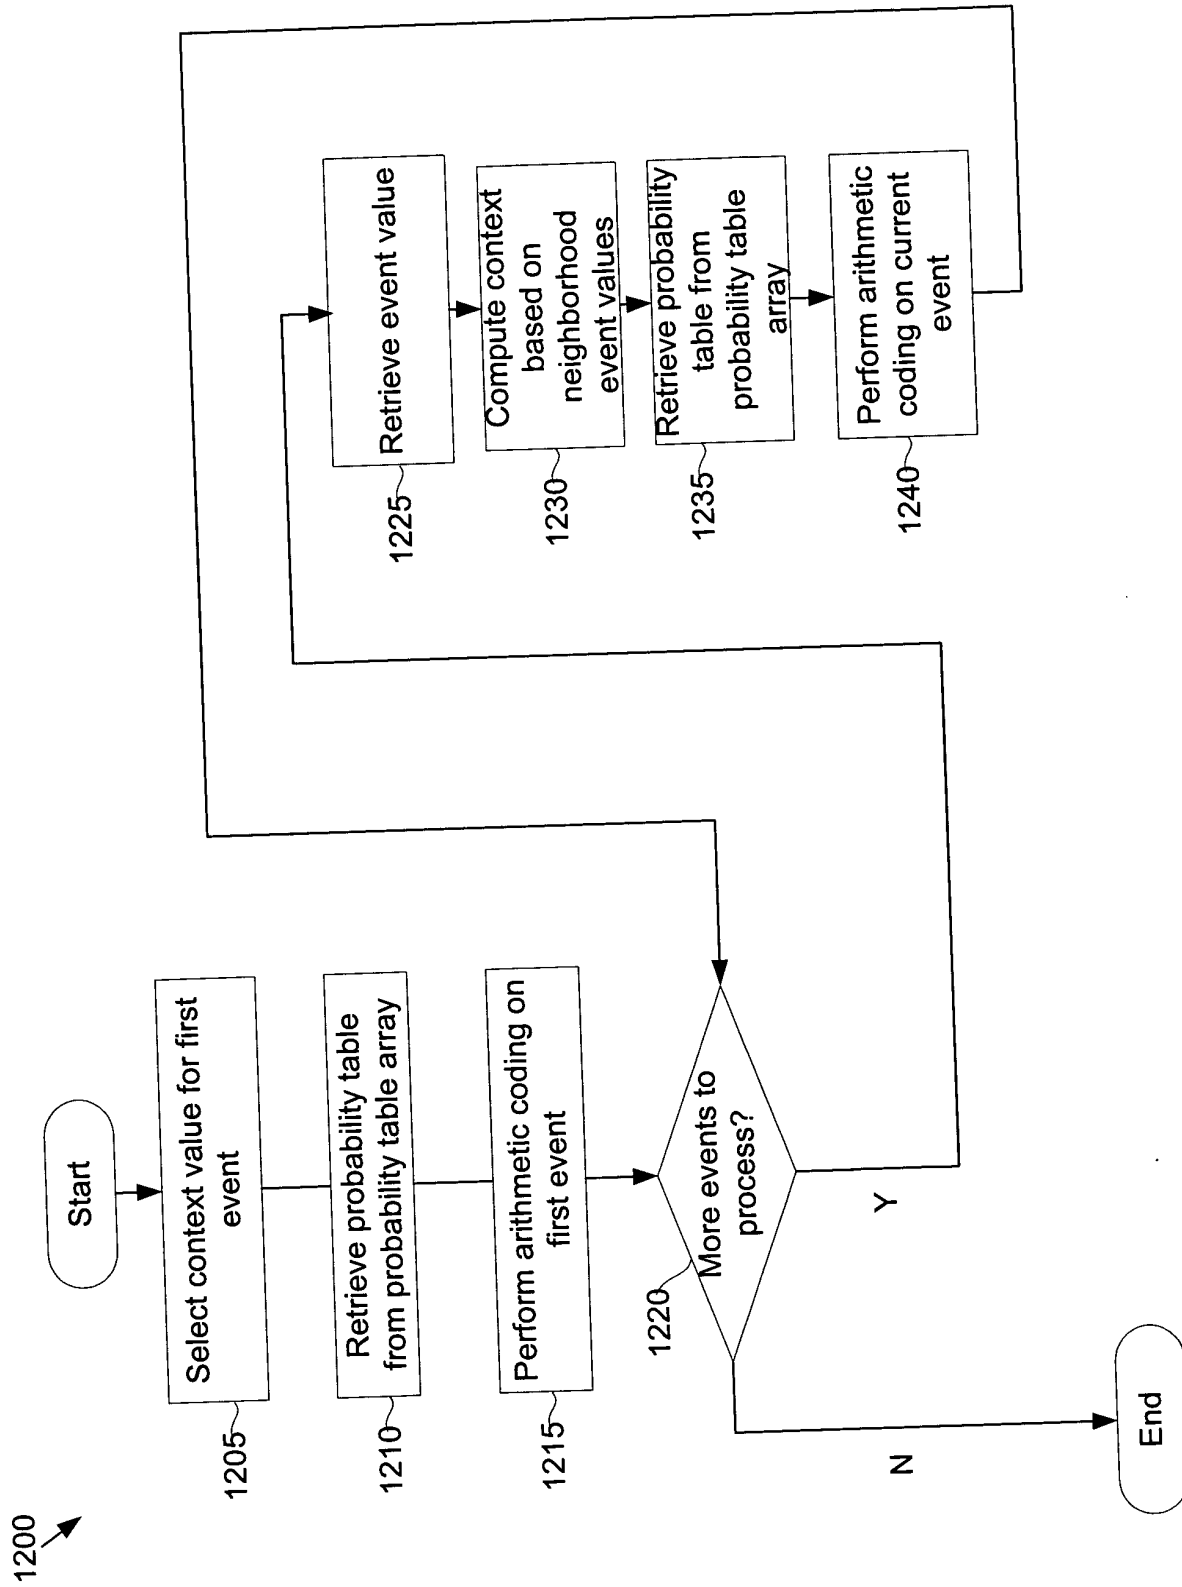 1200
Start
1205
Select context value for first
event
1210
Retrieve probability table
from probability table array
1215
Perform arithmetic coding on
first event
1220
More events to
process?
N
Y
End
1225
Retrieve event value
1230
Compute context
based on
neighborhood
event values
1235
Retrieve probability
table from
probability table
array
1240
Perform arithmetic
coding on current
event